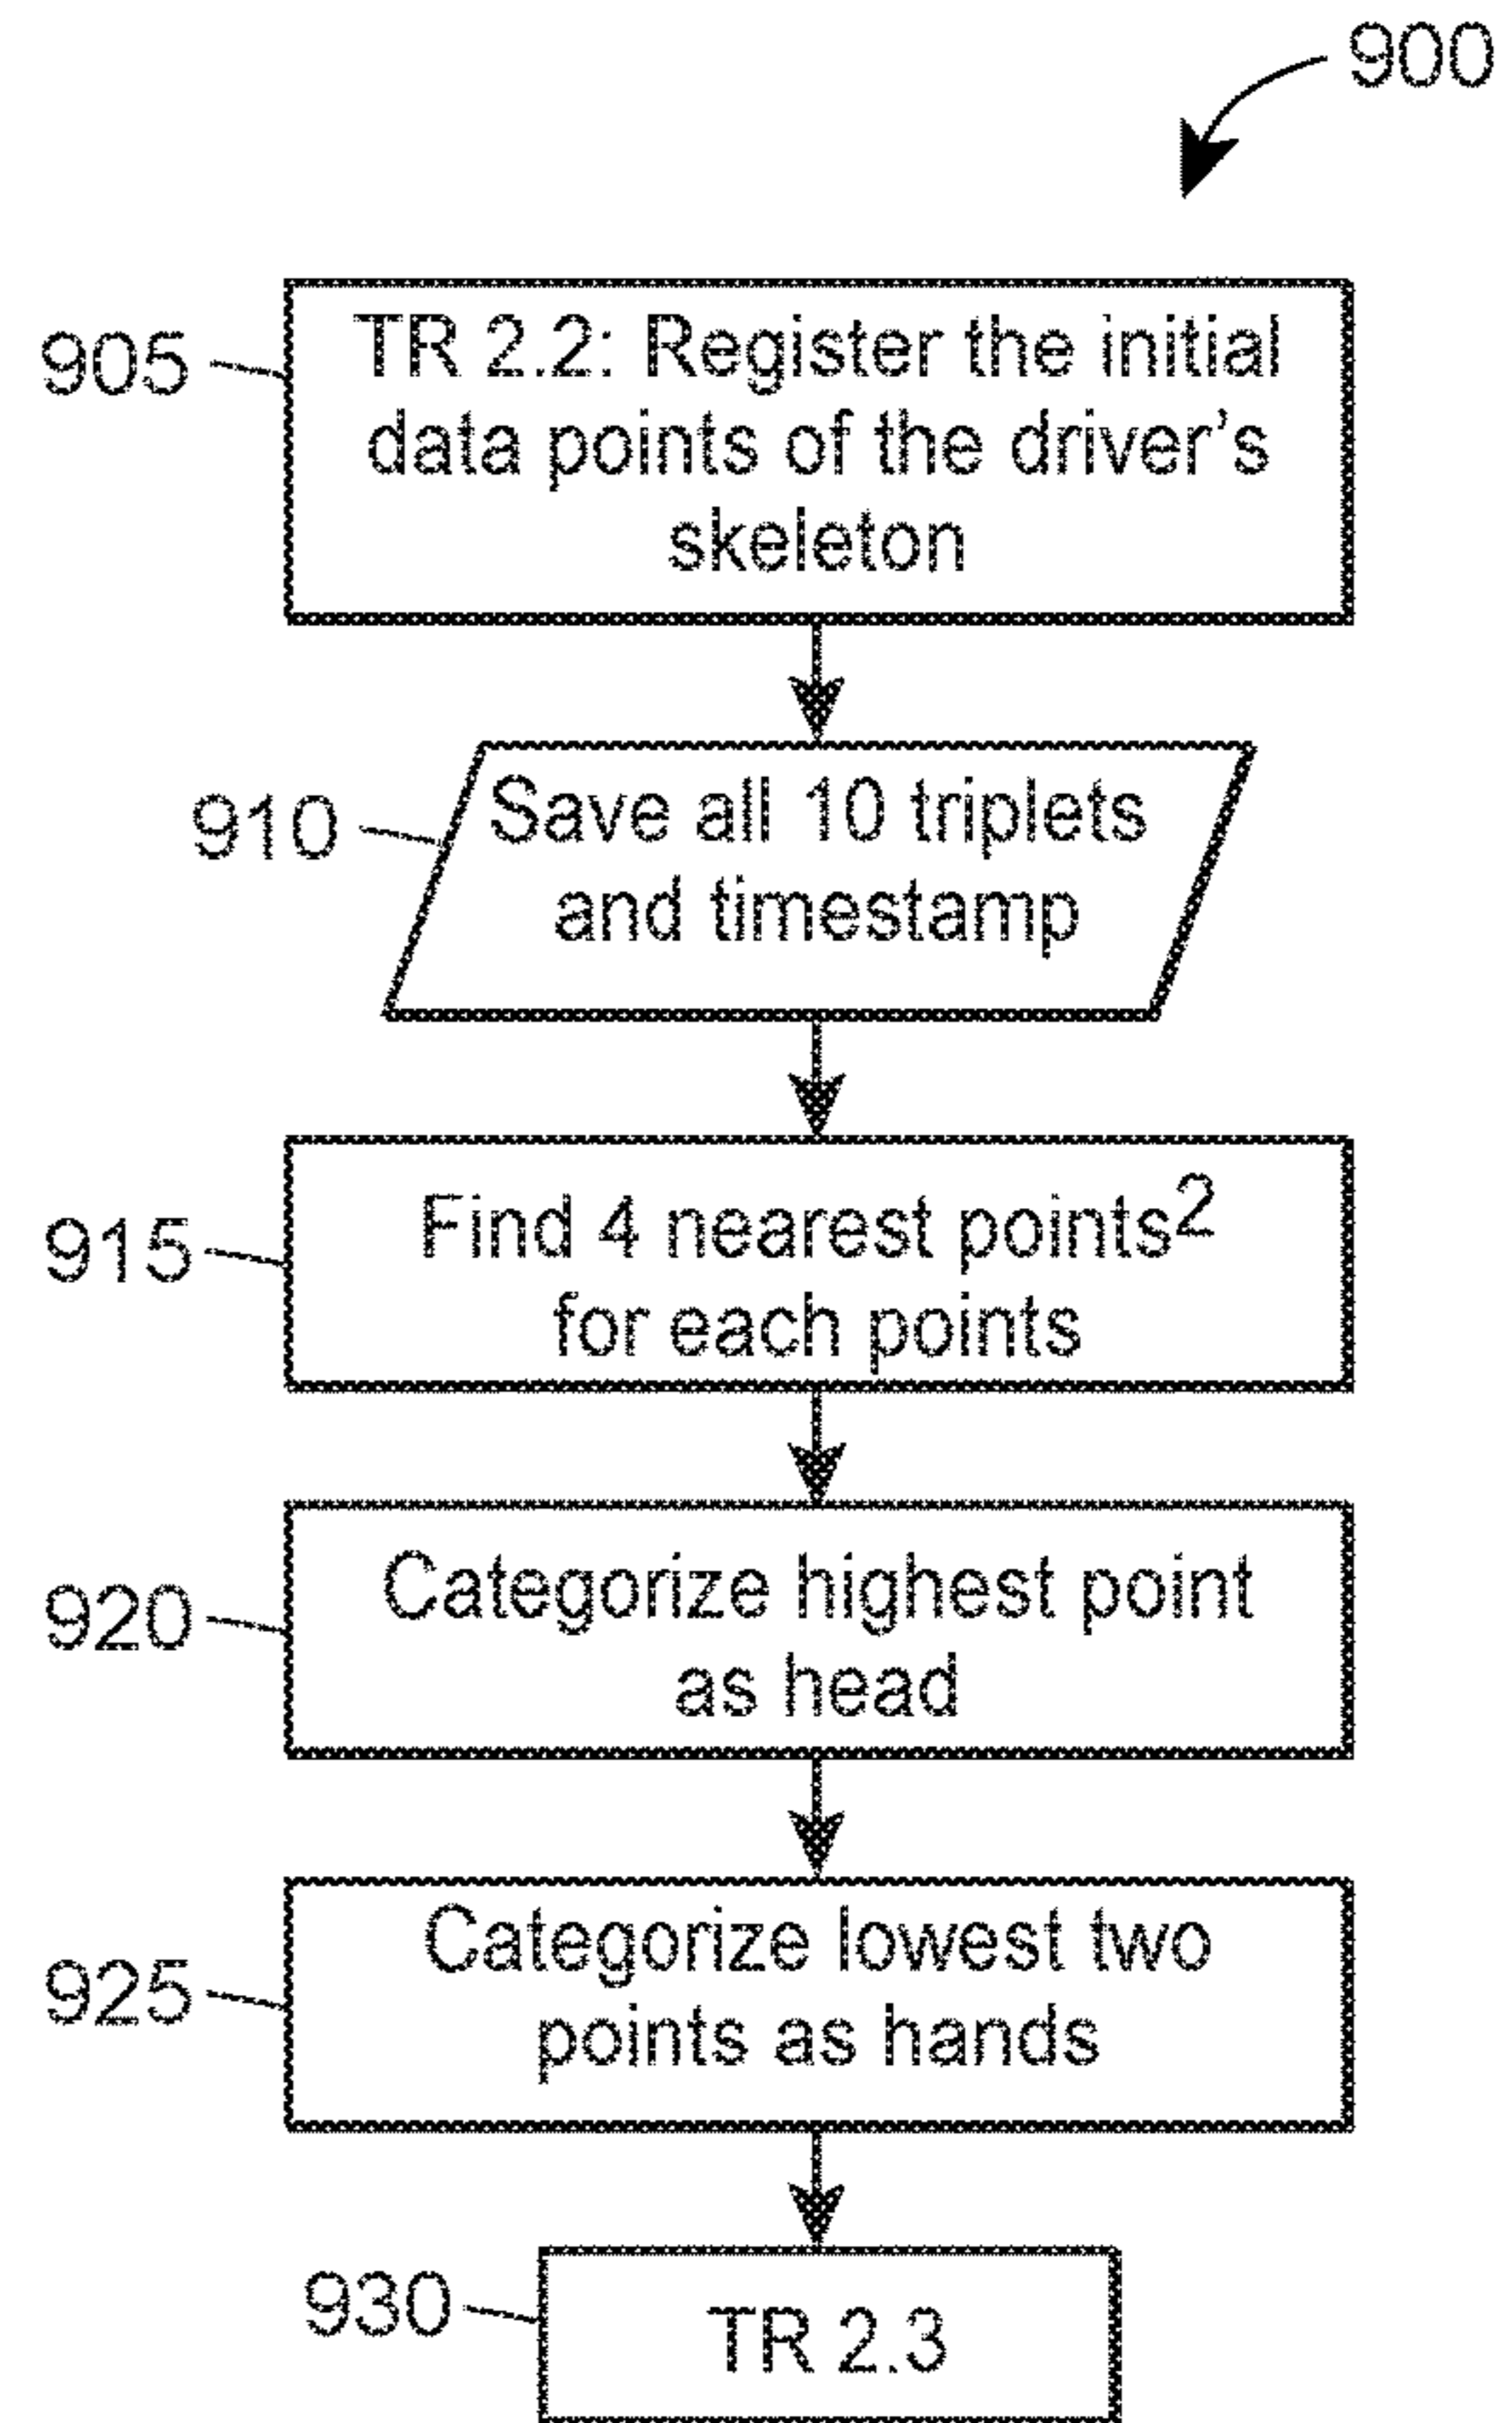 900
905
TR 2.2: Register the initial
data points of the driver's
skeleton
910
Save all 10 triplets
and timestamp
915
Find 4 nearest points2
for each points
920
Categorize highest point
as head
925
Categorize lowest two
points as hands
930
TR 2.3